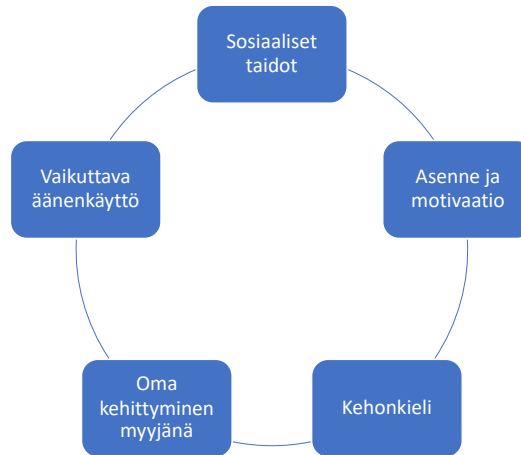 Sosiaaliset
taidot
Asenne ja
motivaatio
Kehonkieli
Oma
kehittyminen
myyjänä
Vaikuttava
äänenkäyttö